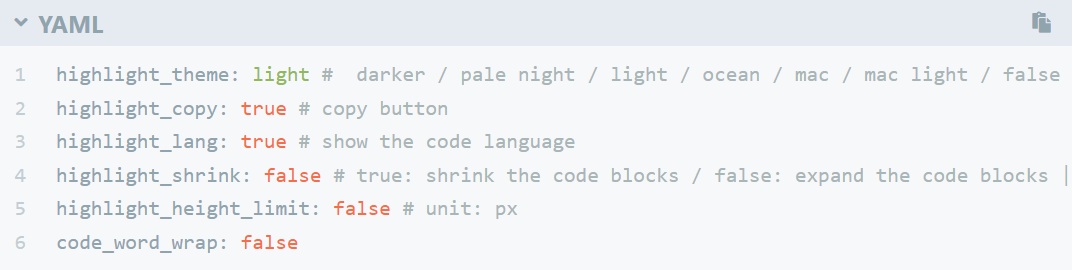 YAML
1 highlight_theme: light #  darker / pale night / light / ocean / mac / mac light / false
2 highlight_copy: true # copy button
3 highlight_lang: true # show the code language
4 highlight_shrink: false # true: shrink the code blocks / false: expand the code blocks |
5 highlight_height_limit: false # unit: px
6 code_word_wrap: false